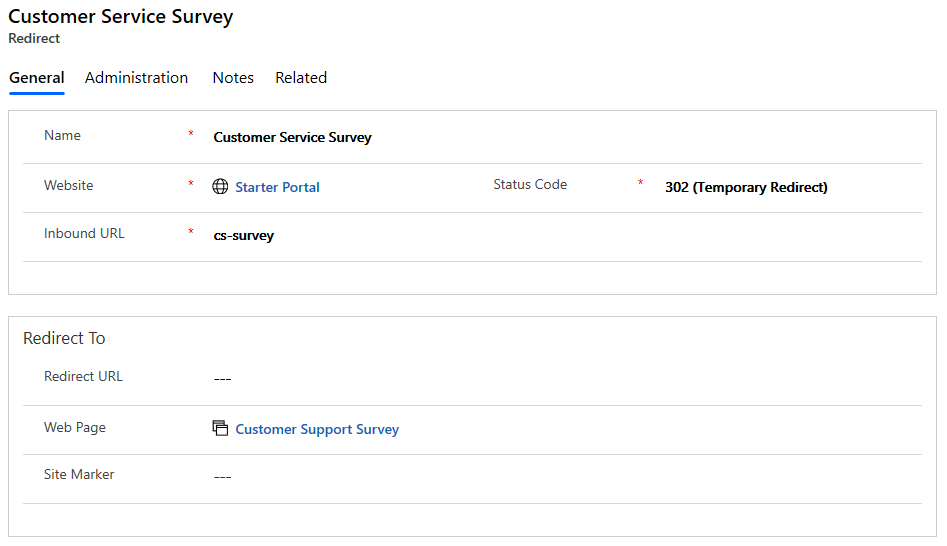 Customer Service Survey
Redirect
General Administration Notes Related
Name * Customer Service Survey
Website * Starter Portal Status Code * 302 (Temporary Redirect)
Inbound URL * cs-survey
Redirect To
Redirect URL ---
Web Page Customer Support Survey
Site Marker ---